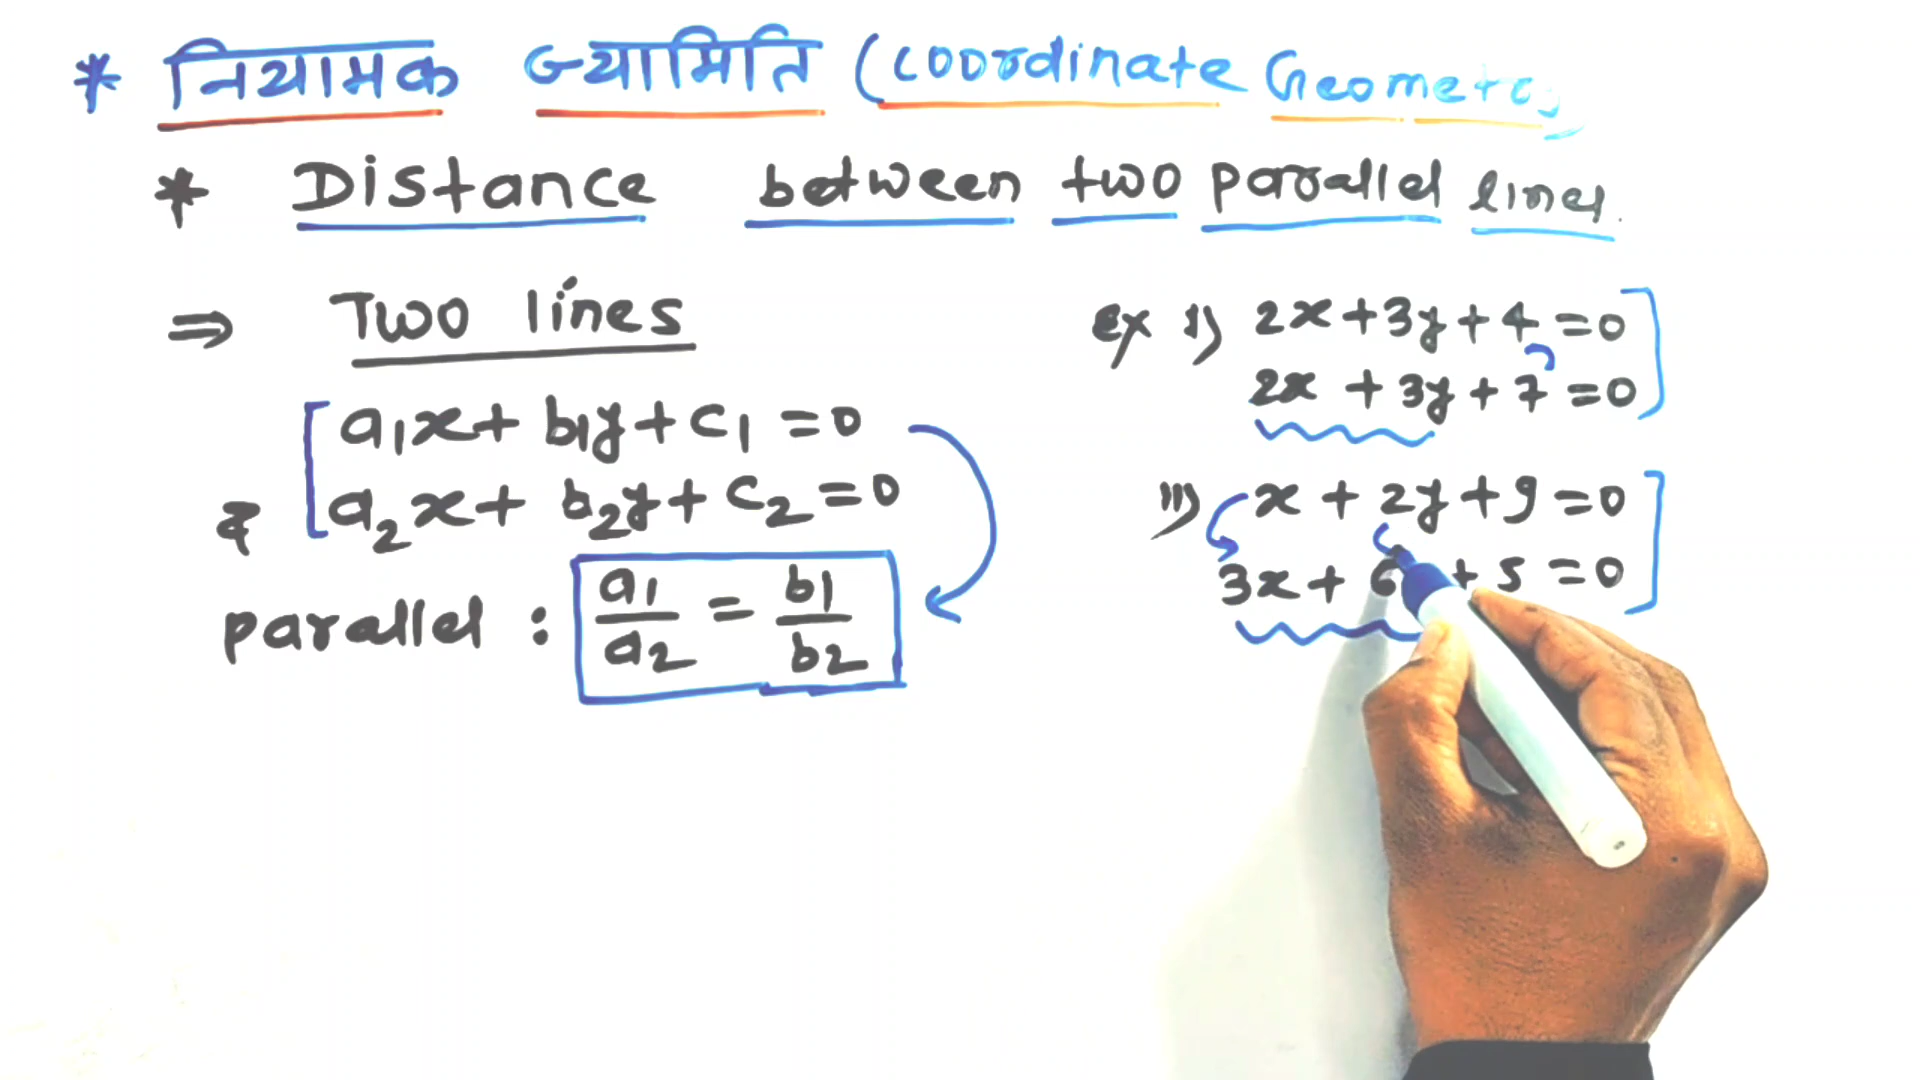 * नियामक ज्यामिति (Coordinate Geometry)
* Distance between two parallel lines.
⇒ Two lines
a₁x + b₁y + c₁ = 0
& a₂x + b₂y + c₂ = 0
parallel : a₁/a₂ = b₁/b₂
ex i) 2x + 3y + 4 = 0
2x + 3y + 7 = 0
ii) x + 2y + 9 = 0
3x + 6 + 5 = 0